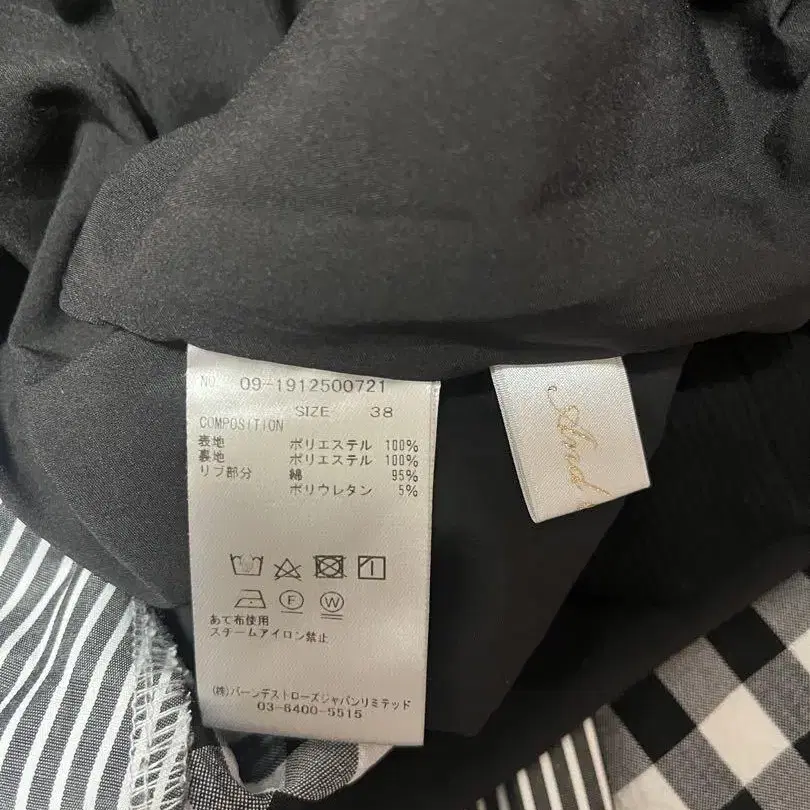 NO. 09-1912500721
SIZE 38
COMPOSITION
表地 ポリエステル 100%
裏地 ポリエステル 100%
リブ部分 綿 95%
ポリウレタン 5%
F W
あて布使用
スチームアイロン禁止
(株)バーンデストローズジャパンリミテッド
03-6400-5515
And